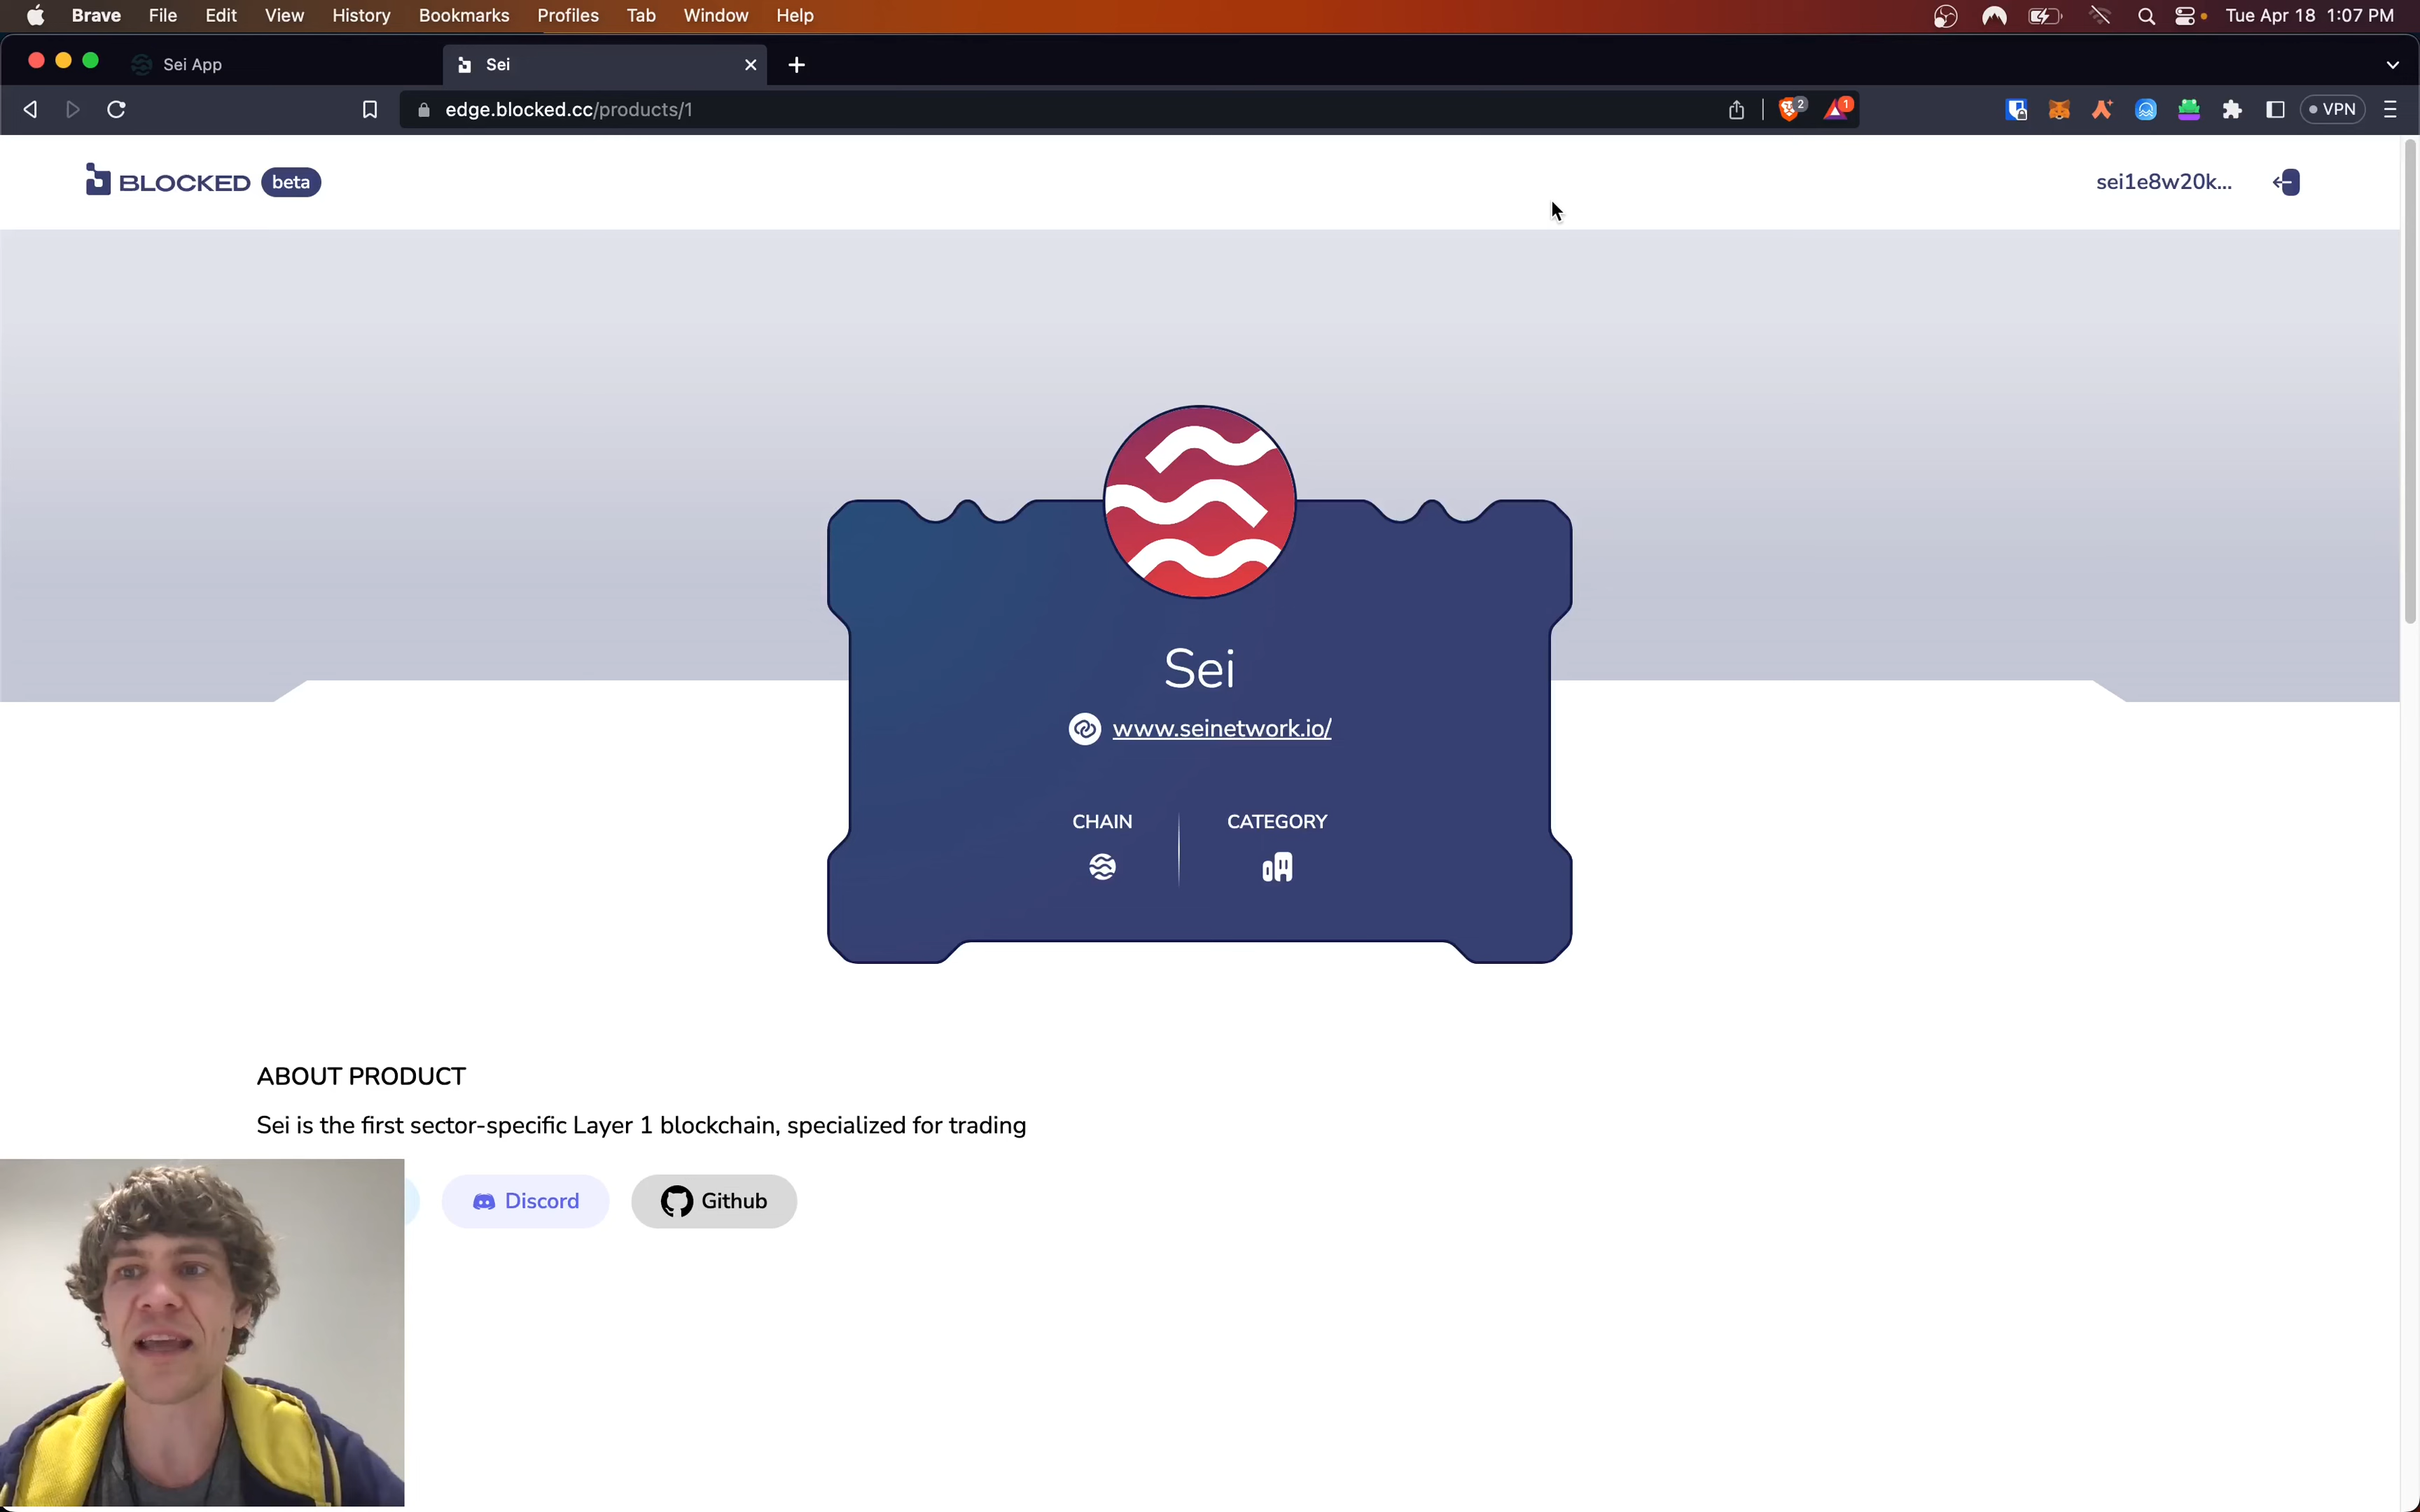 Brave File Edit View History Bookmarks Profiles Tab Window Help Tue Apr 18 1:07 PM
Sei App Sei
edge.blocked.cc/products/1 2 1 VPN
BLOCKED beta sei1e8w20k...
Sei
www.seinetwork.io/
CHAIN CATEGORY
ABOUT PRODUCT
Sei is the first sector-specific Layer 1 blockchain, specialized for trading
Discord Github